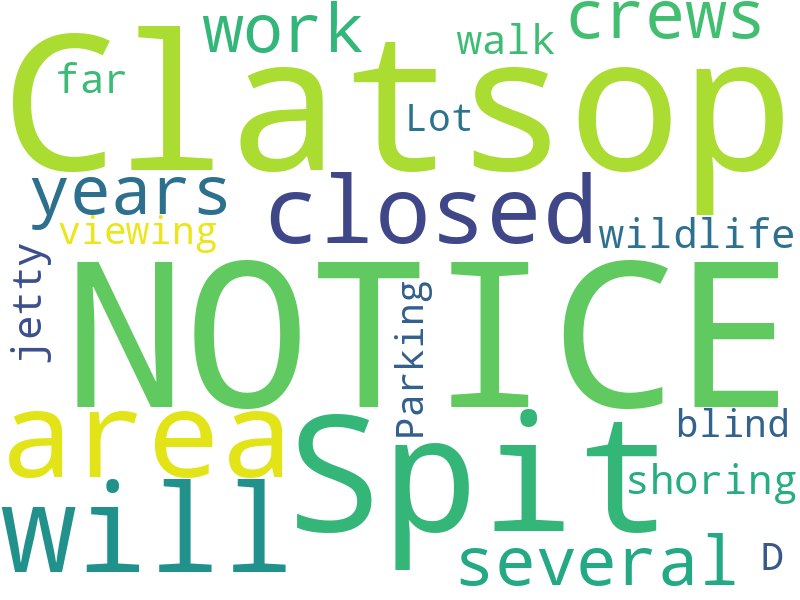 work walk crews
Clatsop
far
Lot
years closed
viewing wildlife
jetty
NOTICE
Parking
area Spit blind
shoring
will
several D